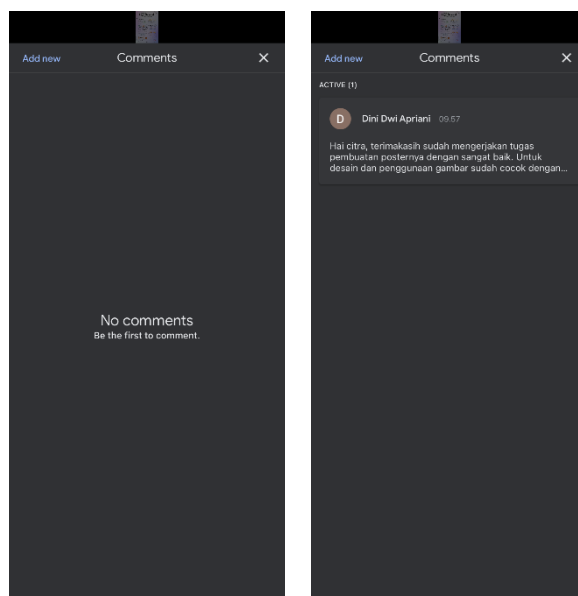 Add new Comments ×
No comments
Be the first to comment.
Add new Comments ×
ACTIVE (1)
D Dini Dwi Apriani 09.57
Hai citra, terimakasih sudah mengerjakan tugas
pembuatan posternya dengan sangat baik. Untuk
desain dan penggunaan gambar sudah cocok dengan...